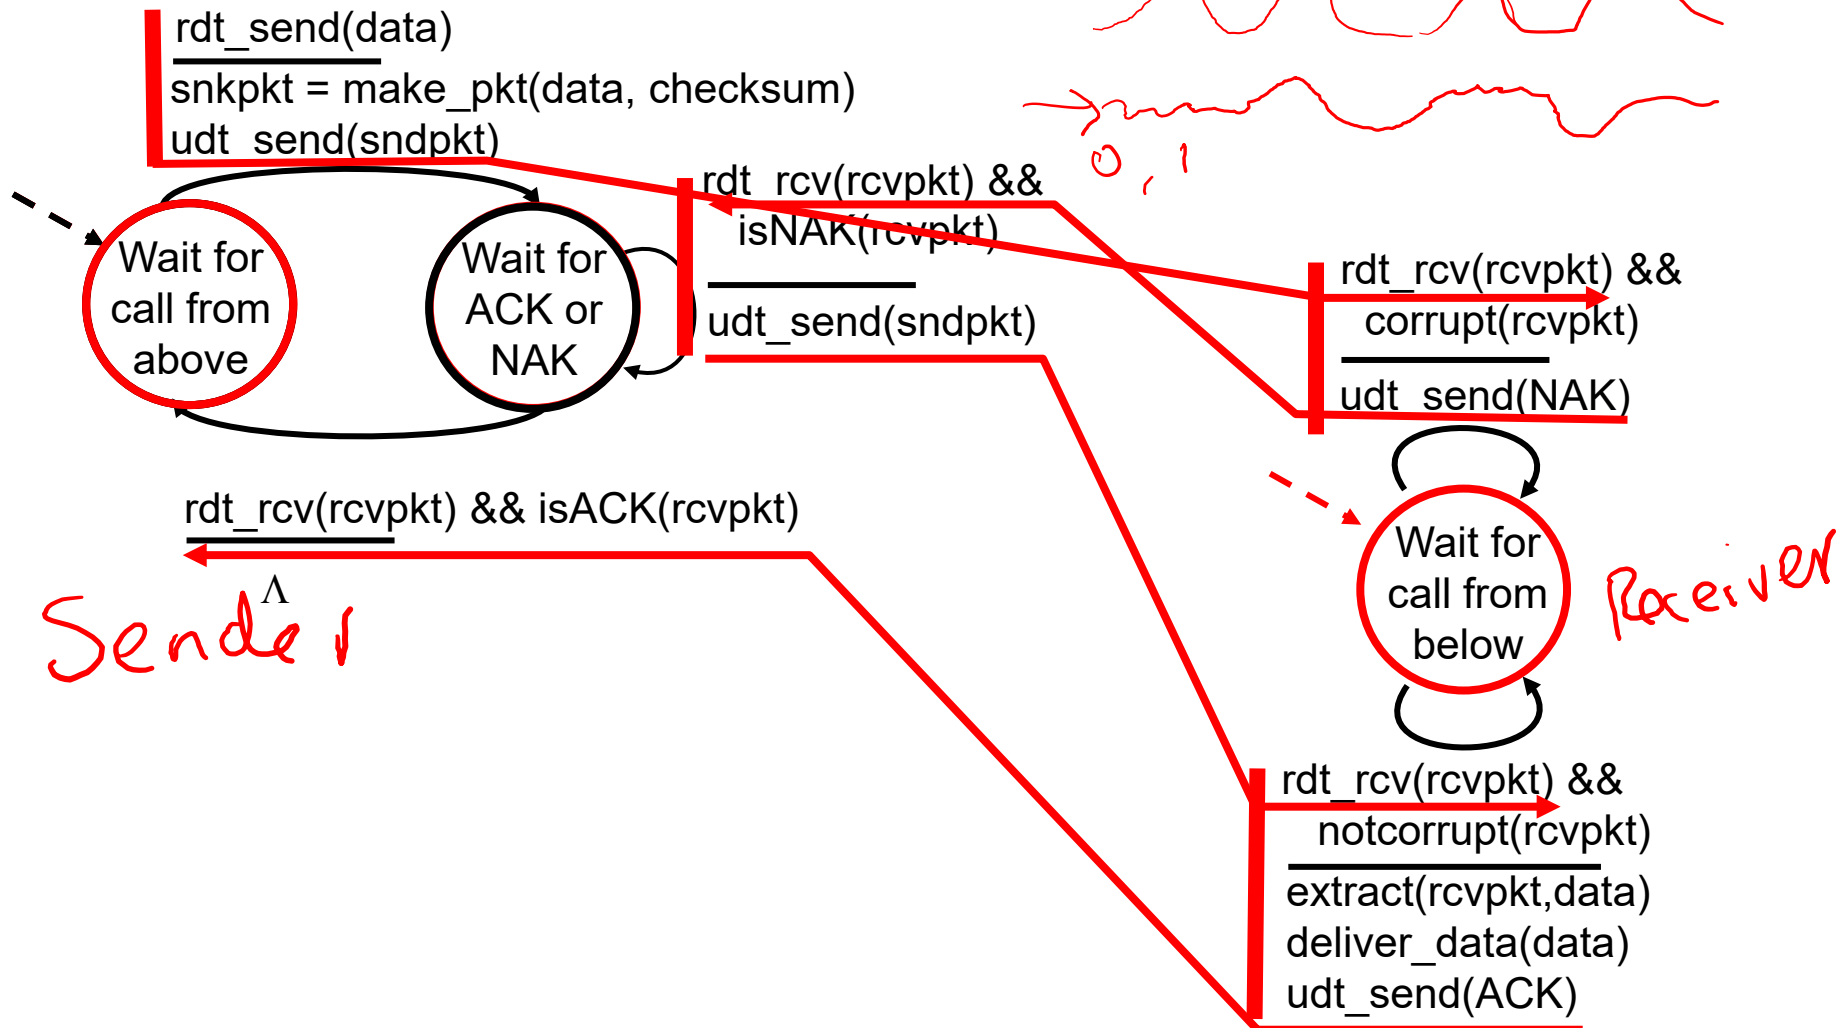 rdt_send(data)
snkpkt = make_pkt(data, checksum)
udt_send(sndpkt)
0, 1
rdt_rcv(rcvpkt) &&
isNAK(rcvpkt)
udt_send(sndpkt)
Wait for
call from
above
Wait for
ACK or
NAK
rdt_rcv(rcvpkt) &&
corrupt(rcvpkt)
udt_send(NAK)
rdt_rcv(rcvpkt) && isACK(rcvpkt)
Λ
Sender
Wait for
call from
below
Receiver
rdt_rcv(rcvpkt) &&
notcorrupt(rcvpkt)
extract(rcvpkt,data)
deliver_data(data)
udt_send(ACK)